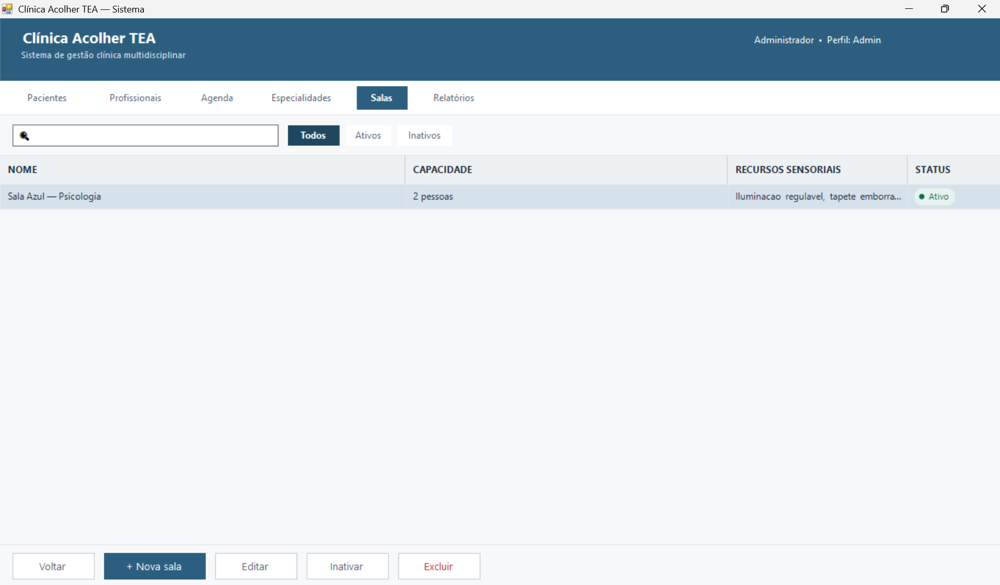 Clínica Acolher TEA — Sistema
Clínica Acolher TEA
Sistema de gestão clínica multidisciplinar
Administrador • Perfil: Admin
Pacientes Profissionais Agenda Especialidades Salas Relatórios
Todos Ativos Inativos
NOME CAPACIDADE RECURSOS SENSORIAIS STATUS
Sala Azul — Psicologia 2 pessoas Iluminacao regulavel, tapete emborra... Ativo
Voltar + Nova sala Editar Inativar Excluir